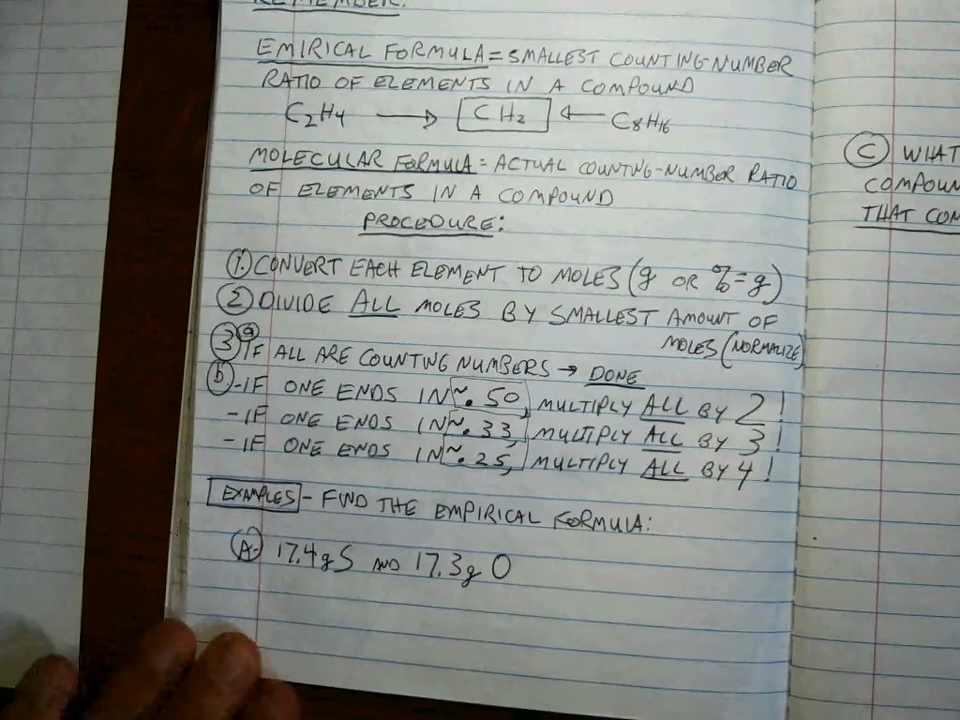 REMEMBER:
EMIRICAL FORMULA = SMALLEST COUNTING-NUMBER
RATIO OF ELEMENTS IN A COMPOUND
C₂H₄ → CH₂ ← C₈H₁₆
MOLECULAR FORMULA = ACTUAL COUNTNG-NUMBER RATIO
OF ELEMENTS IN A COMPOUND
PROCEDURE:
① CONVERT EACH ELEMENT TO MOLES (g OR % = g)
② DIVIDE ALL MOLES BY SMALLEST AMOUNT OF
MOLES (NORMALIZE)
③ ⓐ IF ALL ARE COUNTING NUMBERS → DONE
ⓑ - IF ONE ENDS IN ~.50, MULTIPLY ALL BY 2!
- IF ONE ENDS IN ~.33, MULTIPLY ALL BY 3!
- IF ONE ENDS IN ~.25, MULTIPLY ALL BY 4!
EXAMPLES - FIND THE EMPIRICAL FORMULA:
Ⓐ 17.4g S AND 17.3g O
Ⓒ WHAT
COMPOUN
THAT COM